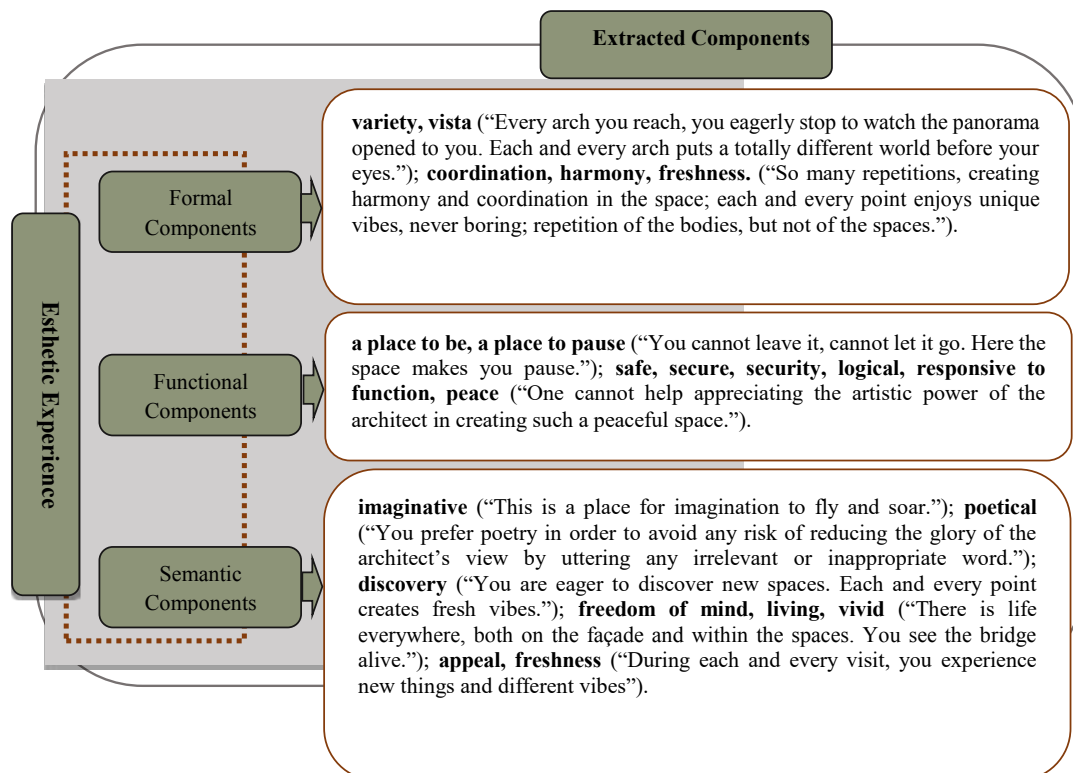 Extracted Components
Esthetic Experience
Formal
Components
variety, vista (“Every arch you reach, you eagerly stop to watch the panorama
opened to you. Each and every arch puts a totally different world before your
eyes.”); coordination, harmony, freshness. (“So many repetitions, creating
harmony and coordination in the space; each and every point enjoys unique
vibes, never boring; repetition of the bodies, but not of the spaces.”).
Functional
Components
a place to be, a place to pause (“You cannot leave it, cannot let it go. Here the
space makes you pause.”); safe, secure, security, logical, responsive to
function, peace (“One cannot help appreciating the artistic power of the
architect in creating such a peaceful space.”).
Semantic
Components
imaginative (“This is a place for imagination to fly and soar.”); poetical
(“You prefer poetry in order to avoid any risk of reducing the glory of the
architect’s view by uttering any irrelevant or inappropriate word.”);
discovery (“You are eager to discover new spaces. Each and every point
creates fresh vibes.”); freedom of mind, living, vivid (“There is life
everywhere, both on the façade and within the spaces. You see the bridge
alive.”); appeal, freshness (“During each and every visit, you experience
new things and different vibes”).